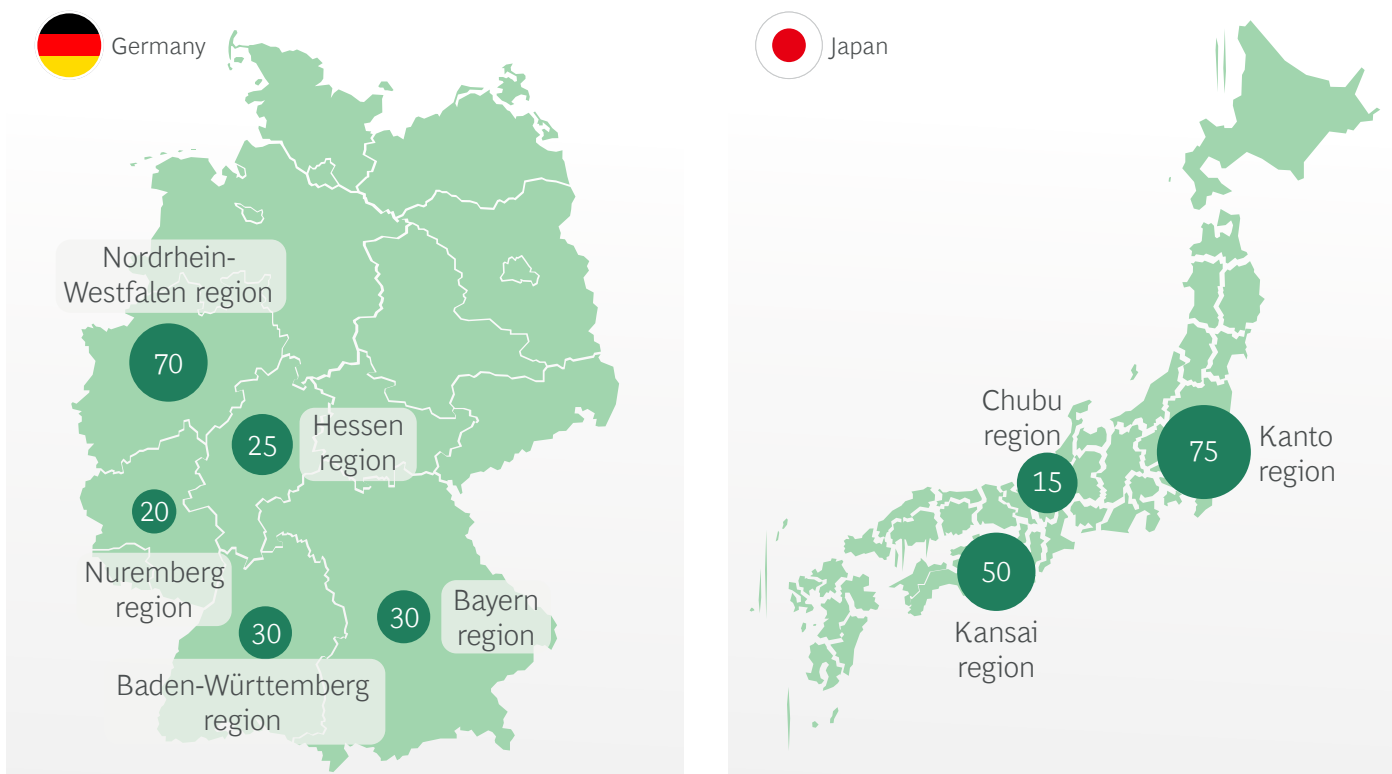 Germany
Nordrhein-
Westfalen region
70
25
Hessen
region
20
Nuremberg
region
30
Baden-Württemberg
region
30
Bayern
region
Japan
Chubu
region
15
75
Kanto
region
50
Kansai
region